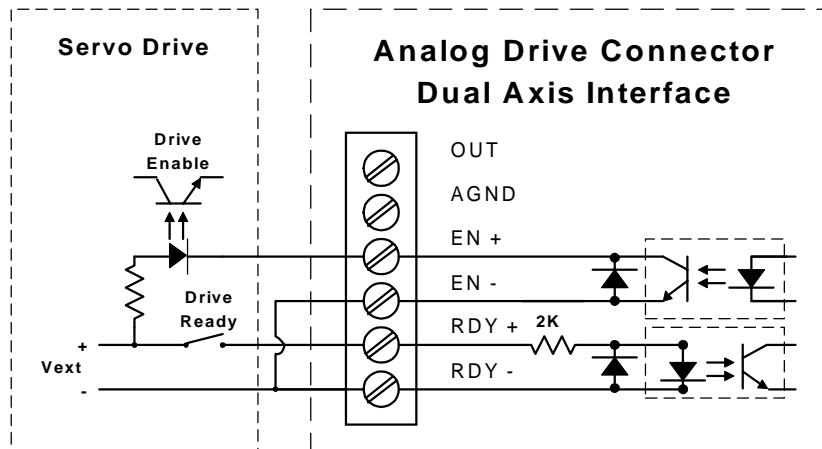 Servo Drive
Analog Drive Connector
Dual Axis Interface
Drive
Enable
OUT
AGND
EN +
EN -
Drive
Ready
RDY +
2K
+
Vext
-
RDY -